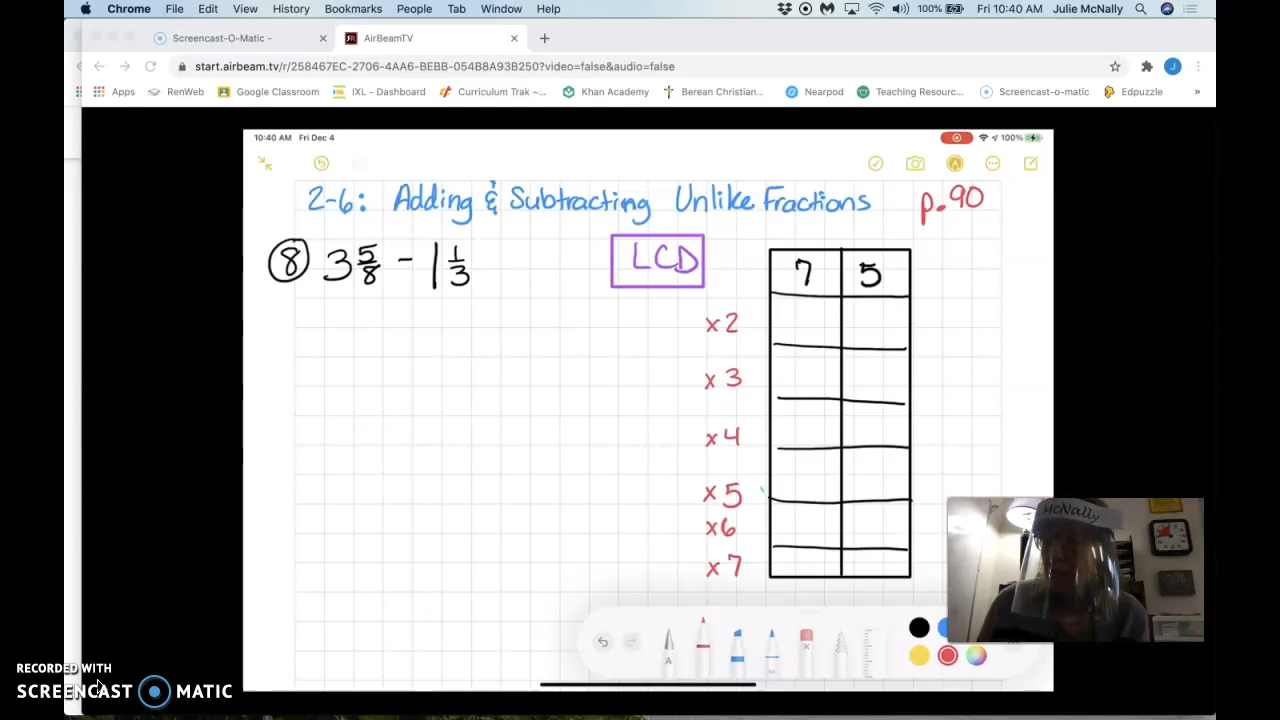 Chrome File Edit View History Bookmarks People Tab Window Help 100% Fri 10:40 AM Julie McNally
Screencast-O-Matic - × AirBeamTV × +
start.airbeam.tv/r/258467EC-2706-4AA6-BEBB-054B8A93B250?video=false&audio=false J
Apps RenWeb Google Classroom IXL - Dashboard Curriculum Trak ~... Khan Academy Berean Christian... Nearpod Teaching Resourc... Screencast-o-matic Edpuzzle »
10:40 AM Fri Dec 4 100%
2-6: Adding & Subtracting Unlike Fractions p.90
8 3 5/8 - 1 1/3 LCD 7 5
x2
x3
x4
x5
x6
x7
McNally
RECORDED WITH
SCREENCAST O MATIC